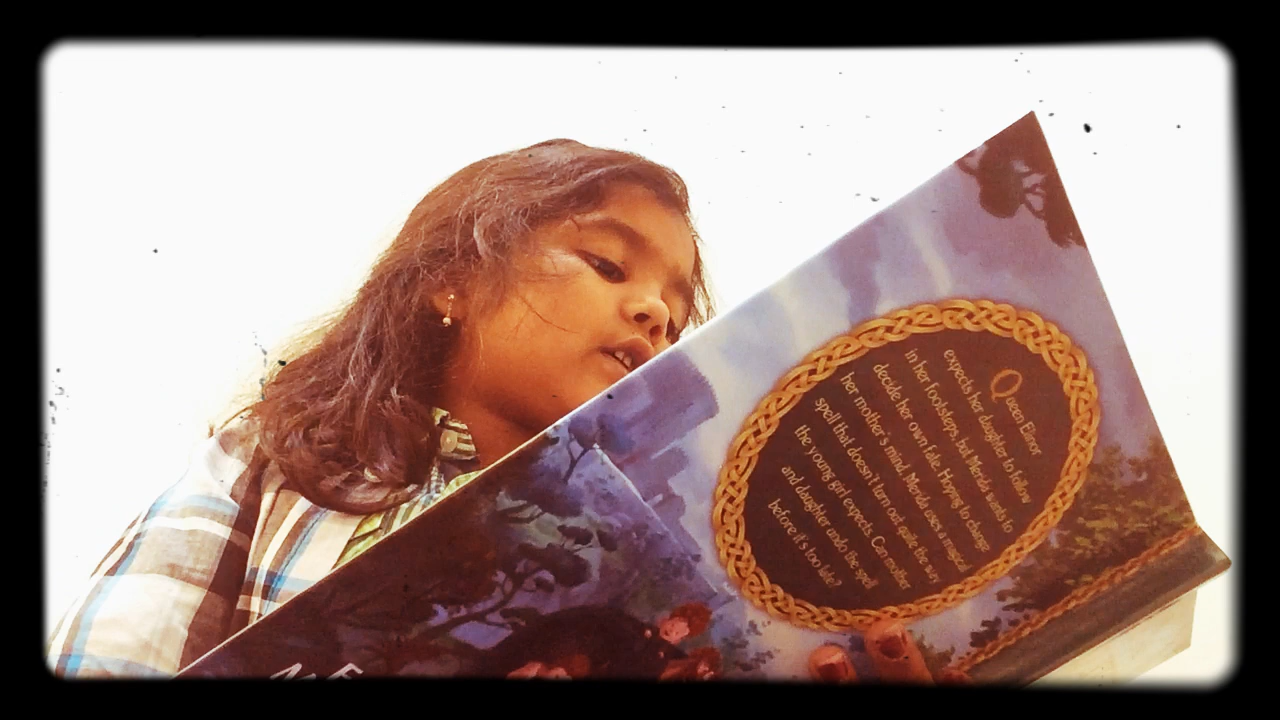 Queen Elinor
expects her daughter to follow
in her footsteps, but Merida wants to
decide her own fate. Hoping to change
her mother's mind, Merida uses a magical
spell that doesn't turn out quite the way
the young girl expects. Can mother
and daughter undo the spell
before it's too late?